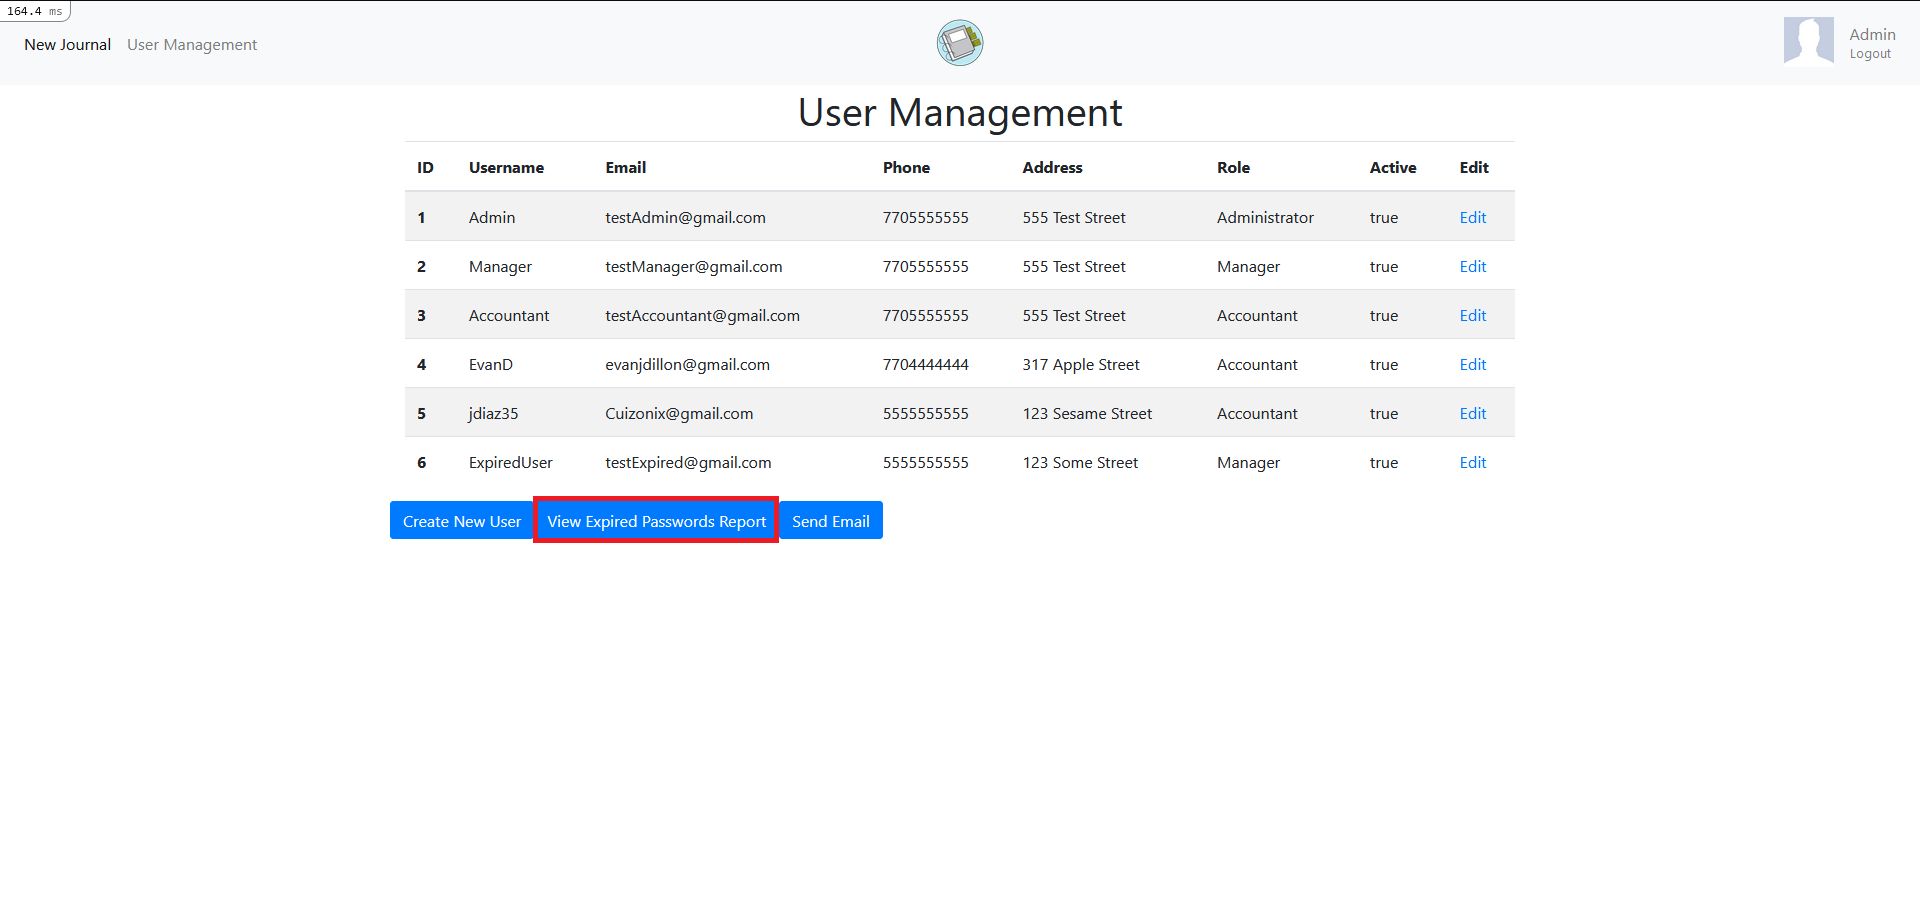 164.4 ms
New Journal User Management
Admin
Logout
User Management
ID Username Email Phone Address Role Active Edit
1 Admin testAdmin@gmail.com 7705555555 555 Test Street Administrator true Edit
2 Manager testManager@gmail.com 7705555555 555 Test Street Manager true Edit
3 Accountant testAccountant@gmail.com 7705555555 555 Test Street Accountant true Edit
4 EvanD evanjdillon@gmail.com 7704444444 317 Apple Street Accountant true Edit
5 jdiaz35 Cuizonix@gmail.com 5555555555 123 Sesame Street Accountant true Edit
6 ExpiredUser testExpired@gmail.com 5555555555 123 Some Street Manager true Edit
Create New User View Expired Passwords Report Send Email